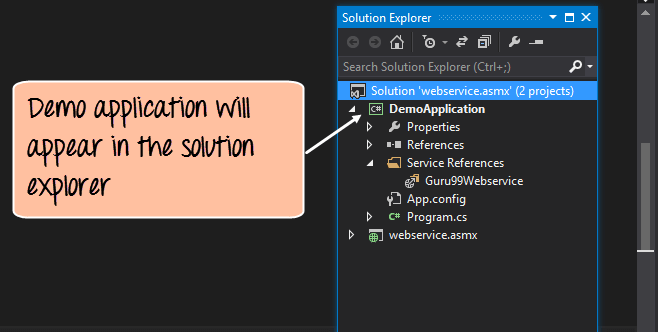 Solution Explorer
Search Solution Explorer (Ctrl+;)
Solution 'webservice.asmx' (2 projects)
Demo application will
appear in the solution
explorer
C# DemoApplication
Properties
References
Service References
Guru99Webservice
App.config
C# Program.cs
webservice.asmx